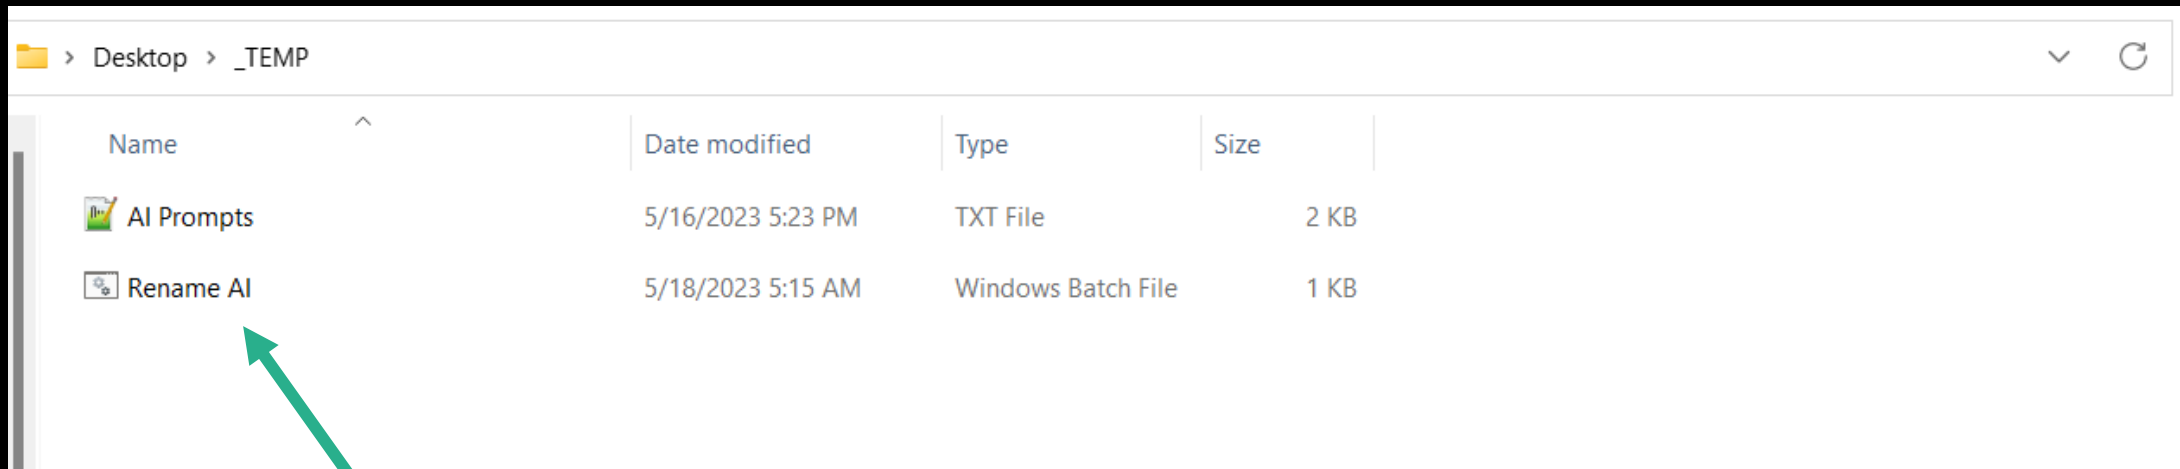 Desktop > _TEMP
Name Date modified Type Size
AI Prompts 5/16/2023 5:23 PM TXT File 2 KB
Rename AI 5/18/2023 5:15 AM Windows Batch File 1 KB